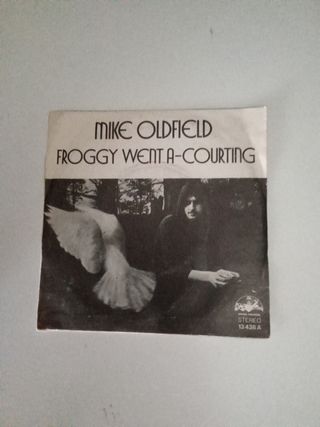 MIKE OLDFIELD
FROGGY WENT A-COURTING
STEREO
13 438 A